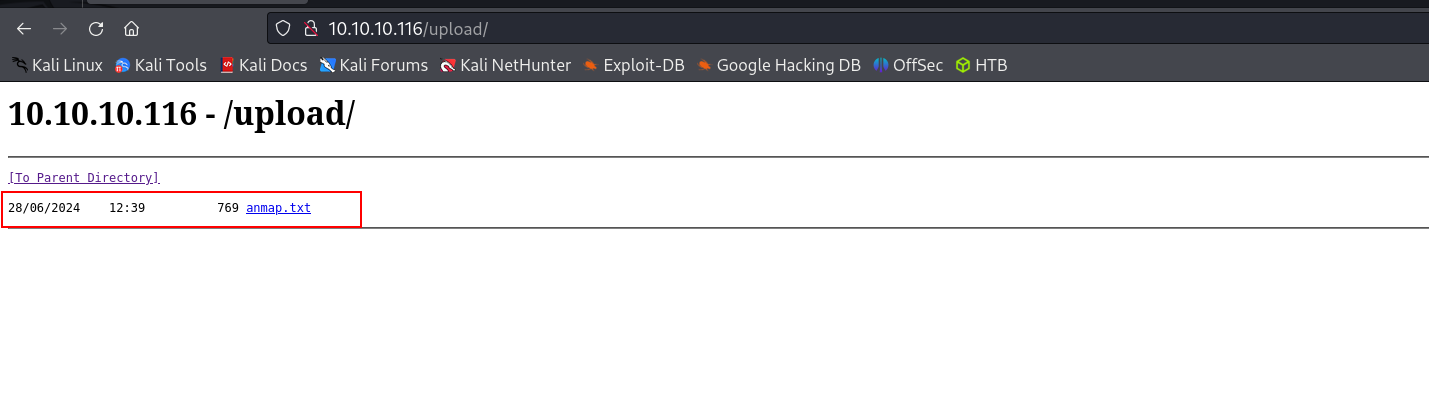 10.10.10.116/upload/
Kali Linux Kali Tools Kali Docs Kali Forums Kali NetHunter Exploit-DB Google Hacking DB OffSec HTB
10.10.10.116 - /upload/
[To Parent Directory]
28/06/2024 12:39 769 anmap.txt